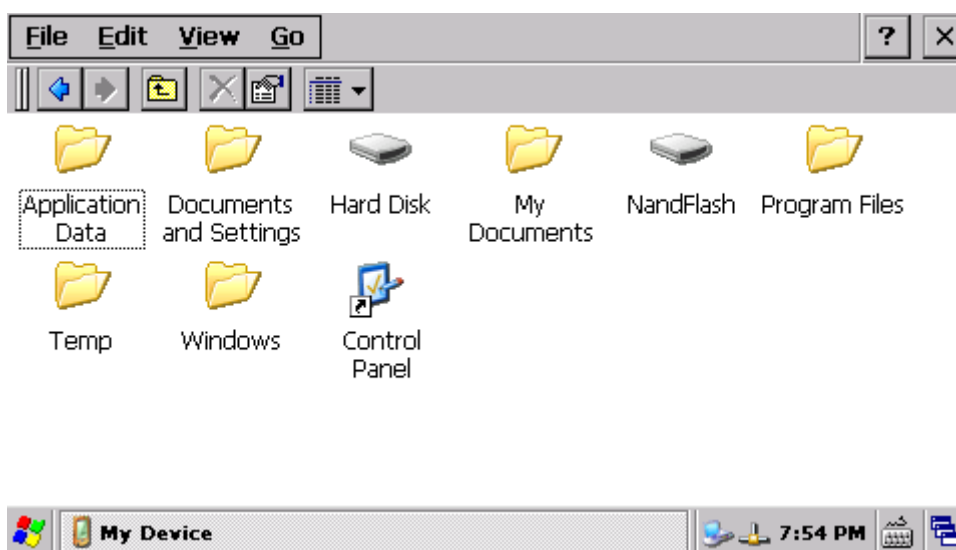 File Edit View Go ? X
Application Data
Documents and Settings
Hard Disk
My Documents
NandFlash
Program Files
Temp
Windows
Control Panel
My Device 7:54 PM